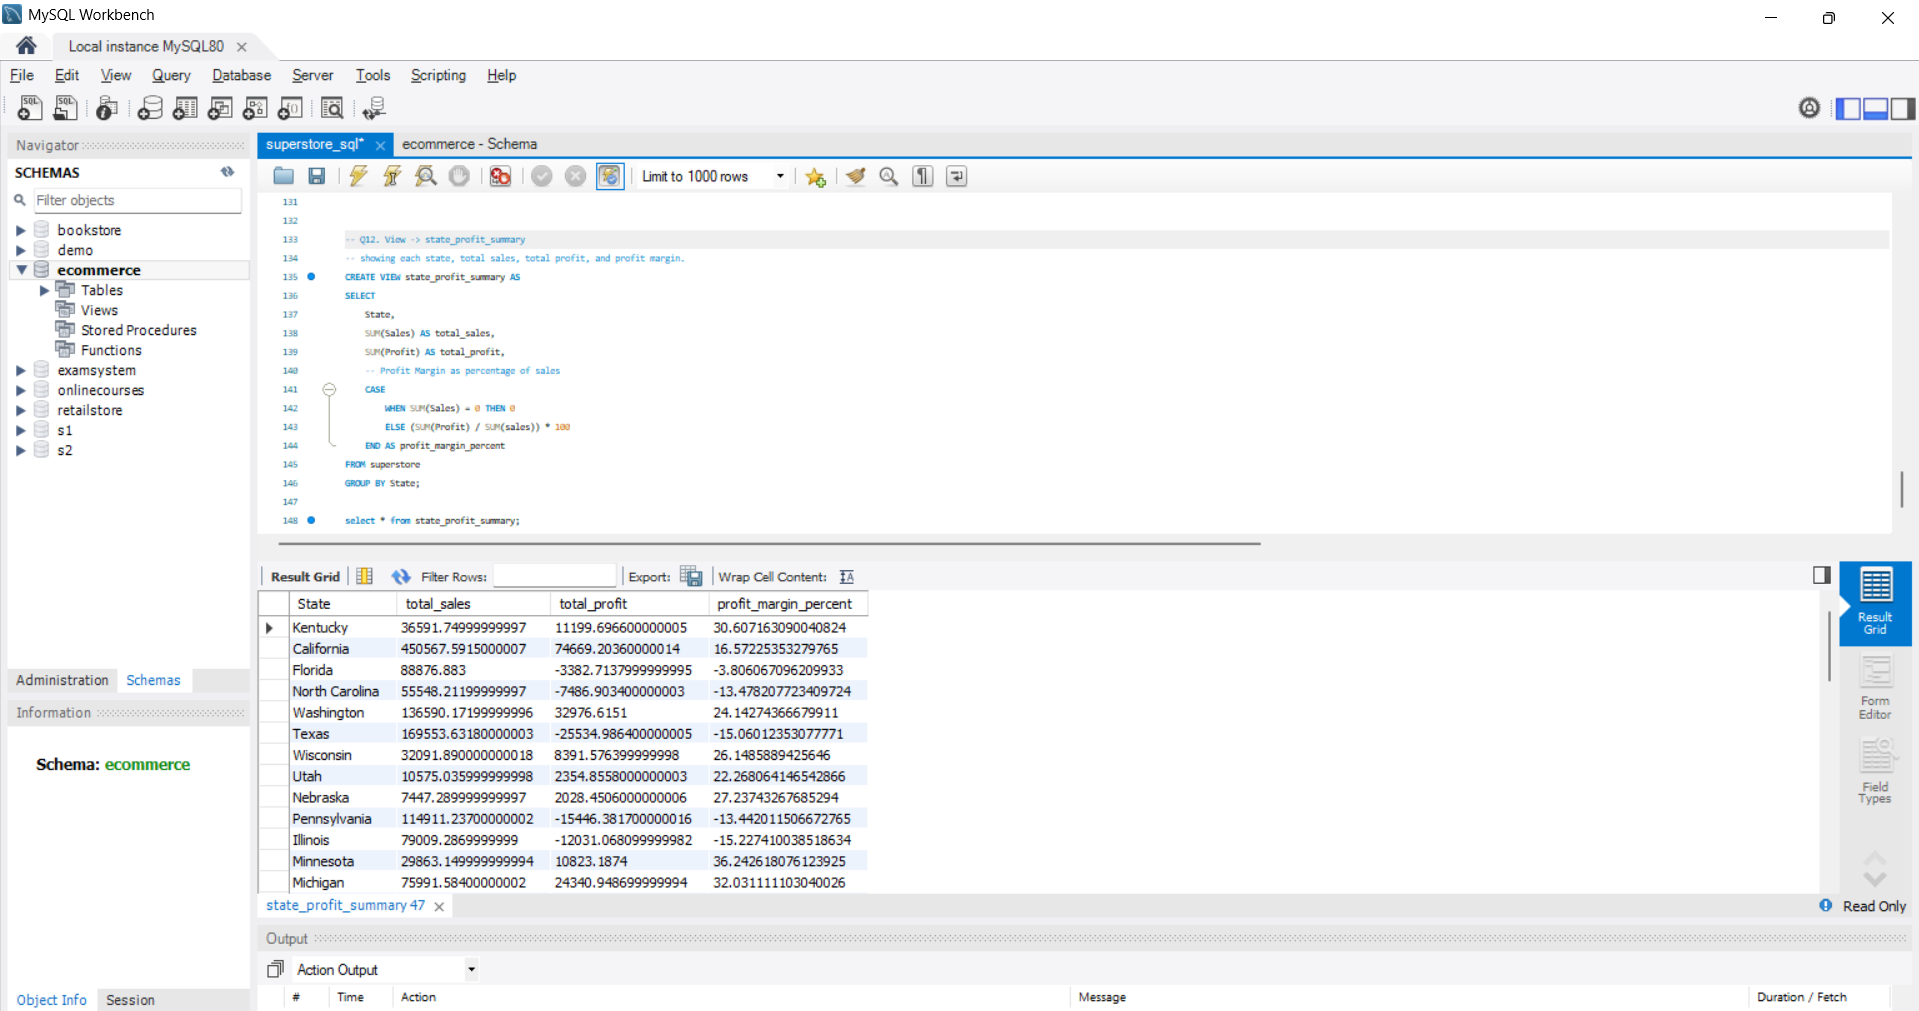 MySQL Workbench
Local instance MySQL80
File Edit View Query Database Server Tools Scripting Help
Navigator
SCHEMAS
Filter objects
bookstore
demo
ecommerce
Tables
Views
Stored Procedures
Functions
examsystem
onlinecourses
retailstore
s1
s2
Administration Schemas
Information
Schema: ecommerce
Object Info Session
superstore_sql* ecommerce - Schema
Limit to 1000 rows
131
132
133 -- Q12. View -> state_profit_summary
134 -- showing each state, total sales, total profit, and profit margin.
135 CREATE VIEW state_profit_summary AS
136 SELECT
137 State,
138 SUM(Sales) AS total_sales,
139 SUM(Profit) AS total_profit,
140 -- Profit Margin as percentage of sales
141 CASE
142 WHEN SUM(Sales) = 0 THEN 0
143 ELSE (SUM(Profit) / SUM(sales)) * 100
144 END AS profit_margin_percent
145 FROM superstore
146 GROUP BY State;
147
148 select * from state_profit_summary;
Result Grid Filter Rows: Export: Wrap Cell Content:
State total_sales total_profit profit_margin_percent
Kentucky 36591.74999999997 11199.696600000005 30.607163090040824
California 450567.5915000007 74669.20360000014 16.57225353279765
Florida 88876.883 -3382.7137999999995 -3.806067096209933
North Carolina 55548.21199999997 -7486.903400000003 -13.478207723409724
Washington 136590.17199999996 32976.6151 24.14274366679911
Texas 169553.63180000003 -25534.986400000005 -15.06012353077771
Wisconsin 32091.890000000018 8391.576399999998 26.1485889425646
Utah 10575.035999999998 2354.8558000000003 22.268064146542866
Nebraska 7447.289999999997 2028.4506000000006 27.23743267685294
Pennsylvania 114911.23700000002 -15446.381700000016 -13.442011506672765
Illinois 79009.2869999999 -12031.068099999982 -15.227410038518634
Minnesota 29863.149999999994 10823.1874 36.242618076123925
Michigan 75991.58400000002 24340.948699999994 32.031111103040026
Result
Grid
Form
Editor
Field
Types
state_profit_summary 47
Read Only
Output
Action Output
# Time Action Message Duration / Fetch